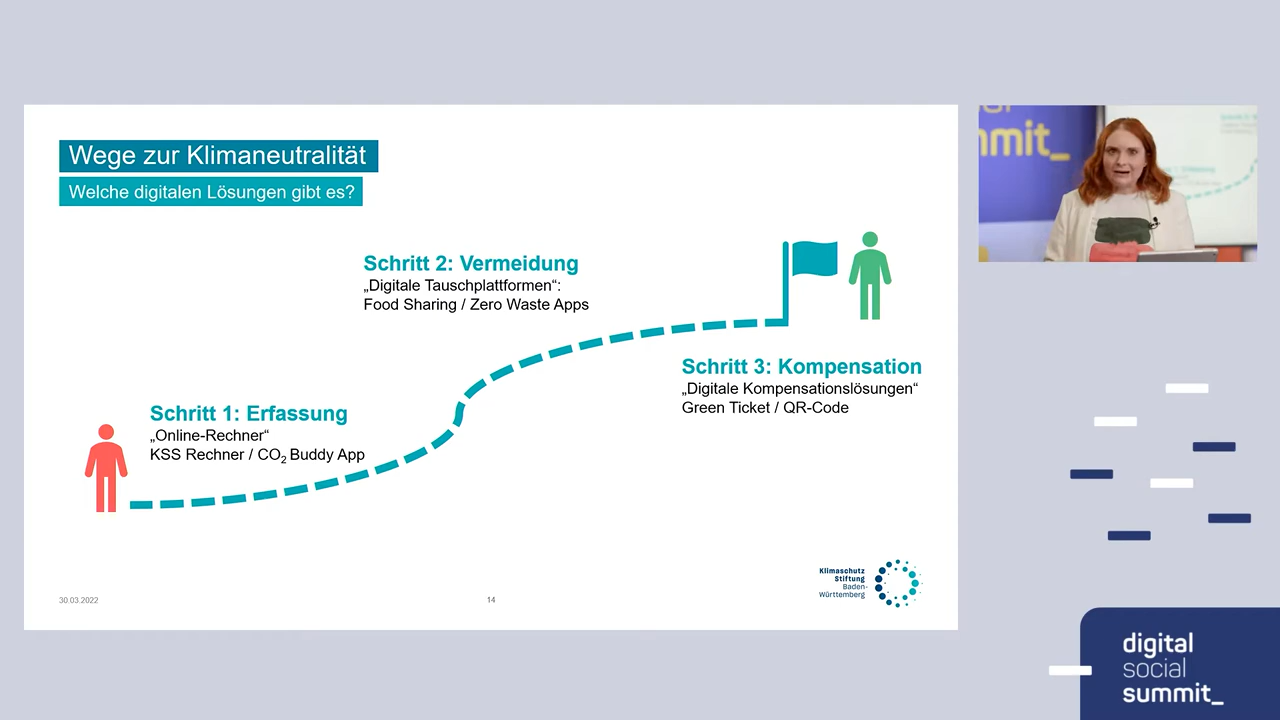 Wege zur Klimaneutralität
Welche digitalen Lösungen gibt es?
Schritt 2: Vermeidung
„Digitale Tauschplattformen“:
Food Sharing / Zero Waste Apps
Schritt 3: Kompensation
„Digitale Kompensationslösungen“
Green Ticket / QR-Code
Schritt 1: Erfassung
„Online-Rechner“
KSS Rechner / CO2 Buddy App
Klimaschutz
Stiftung
Baden-
Württemberg
30.03.2022
14
mmit_
digital
social
summit_